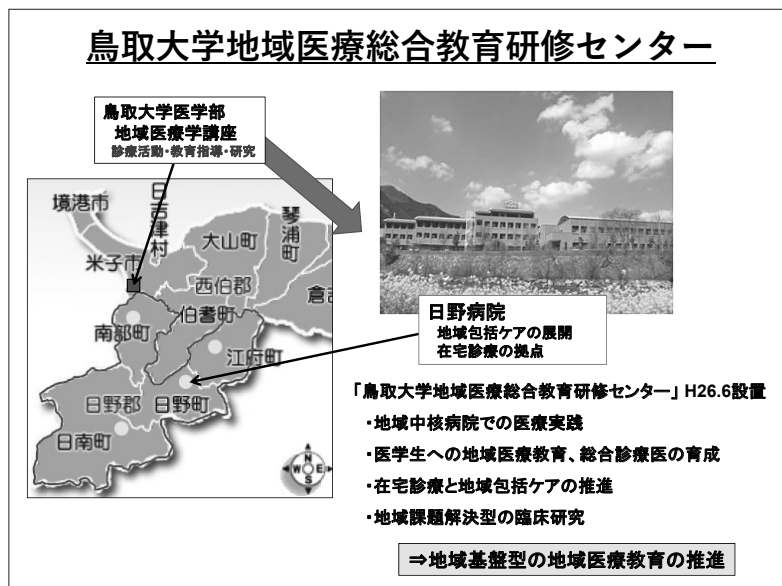 鳥取大学地域医療総合教育研修センター
鳥取大学医学部
地域医療学講座
診療活動・教育指導・研究
境港市
日吉津村
米子市
大山町
琴浦町
西伯郡
倉吉
伯耆町
南部町
江府町
日野郡
日野町
日南町
N
W
E
S
日野病院
地域包括ケアの展開
在宅診療の拠点
「鳥取大学地域医療総合教育研修センター」 H26.6設置
・地域中核病院での医療実践
・医学生への地域医療教育、総合診療医の育成
・在宅診療と地域包括ケアの推進
・地域課題解決型の臨床研究
⇒地域基盤型の地域医療教育の推進